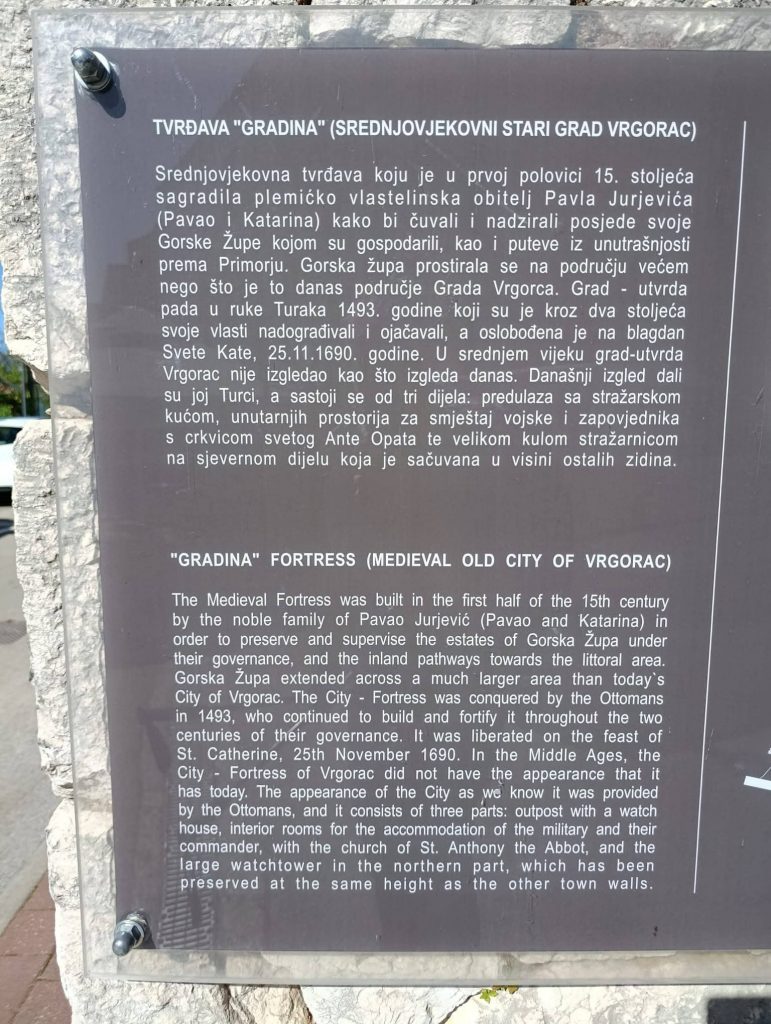 TVRĐAVA "GRADINA" (SREDNJOVJEKOVNI STARI GRAD VRGORAC)
Srednjovjekovna tvrđava koju je u prvoj polovici 15. stoljeća
sagradila plemićko vlastelinska obitelj Pavla Jurjevića
(Pavao i Katarina) kako bi čuvali i nadzirali posjede svoje
Gorske Župe kojom su gospodarili, kao i puteve iz unutrašnjosti
prema Primorju. Gorska župa prostirala se na području većem
nego što je to danas područje Grada Vrgorca. Grad - utvrda
pada u ruke Turaka 1493. godine koji su je kroz dva stoljeća
svoje vlasti nadograđivali i ojačavali, a oslobođena je na blagdan
Svete Kate, 25.11.1690. godine. U srednjem vijeku grad-utvrda
Vrgorac nije izgledao kao što izgleda danas. Današnji izgled dali
su joj Turci, a sastoji se od tri dijela: predulaza sa stražarskom
kućom, unutarnjih prostorija za smještaj vojske i zapovjednika
s crkvicom svetog Ante Opata te velikom kulom stražarnicom
na sjevernom dijelu koja je sačuvana u visini ostalih zidina.
"GRADINA" FORTRESS (MEDIEVAL OLD CITY OF VRGORAC)
The Medieval Fortress was built in the first half of the 15th century
by the noble family of Pavao Jurjević (Pavao and Katarina) in
order to preserve and supervise the estates of Gorska Župa under
their governance, and the inland pathways towards the littoral area.
Gorska Župa extended across a much larger area than today`s
City of Vrgorac. The City - Fortress was conquered by the Ottomans
in 1493, who continued to build and fortify it throughout the two
centuries of their governance. It was liberated on the feast of
St. Catherine, 25th November 1690. In the Middle Ages, the
City - Fortress of Vrgorac did not have the appearance that it
has today. The appearance of the City as we know it was provided
by the Ottomans, and it consists of three parts: outpost with a watch
house, interior rooms for the accommodation of the military and their
commander, with the church of St. Anthony the Abbot, and the
large watchtower in the northern part, which has been
preserved at the same height as the other town walls.